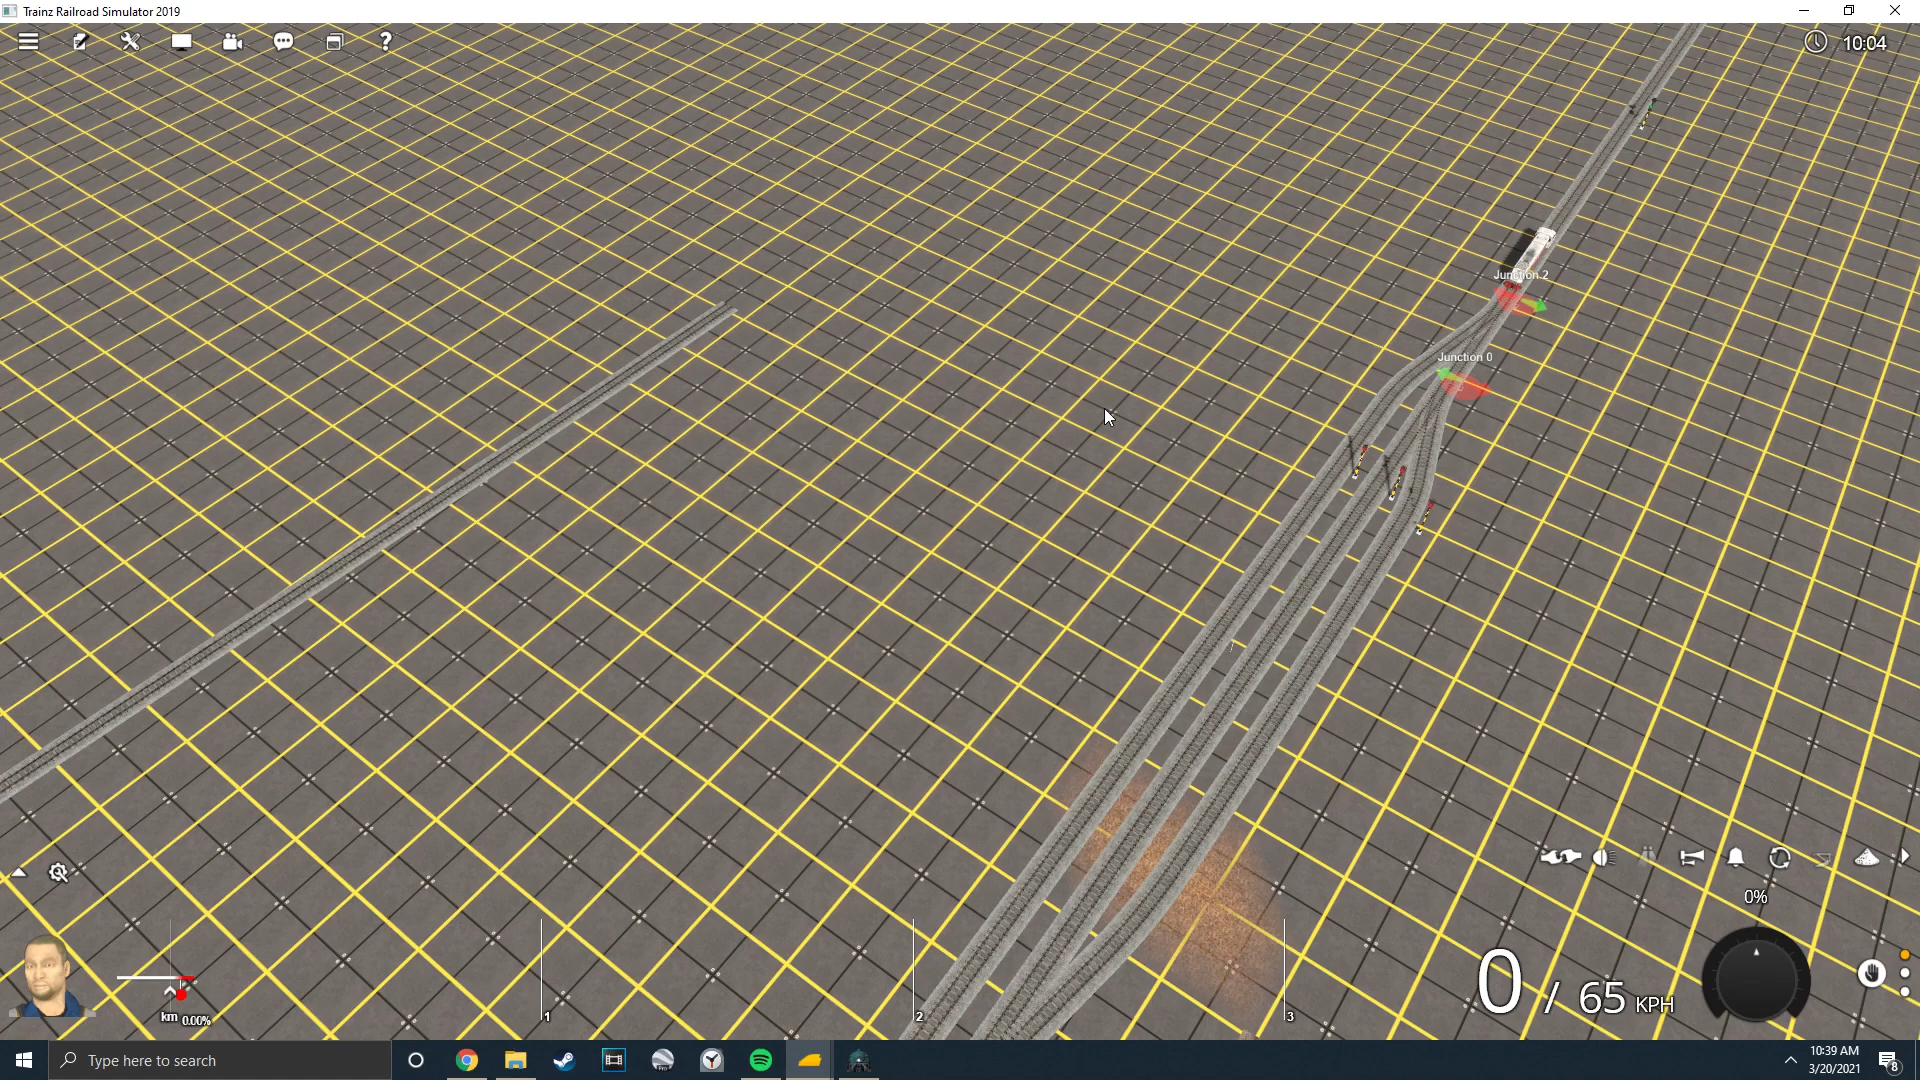 Trainz Railroad Simulator 2019
10:04
Junction 2
Junction 0
0%
0 / 65 KPH
km 0.00%
1
2
3
Type here to search
10:39 AM
3/20/2021
8